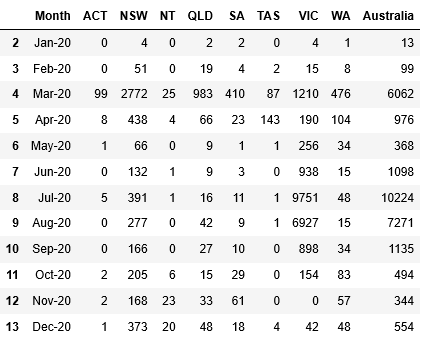 Month ACT NSW NT QLD SA TAS VIC WA Australia
2 Jan-20 0 4 0 2 2 0 4 1 13
3 Feb-20 0 51 0 19 4 2 15 8 99
4 Mar-20 99 2772 25 983 410 87 1210 476 6062
5 Apr-20 8 438 4 66 23 143 190 104 976
6 May-20 1 66 0 9 1 1 256 34 368
7 Jun-20 0 132 1 9 3 0 938 15 1098
8 Jul-20 5 391 1 16 11 1 9751 48 10224
9 Aug-20 0 277 0 42 9 1 6927 15 7271
10 Sep-20 0 166 0 27 10 0 898 34 1135
11 Oct-20 2 205 6 15 29 0 154 83 494
12 Nov-20 2 168 23 33 61 0 0 57 344
13 Dec-20 1 373 20 48 18 4 42 48 554